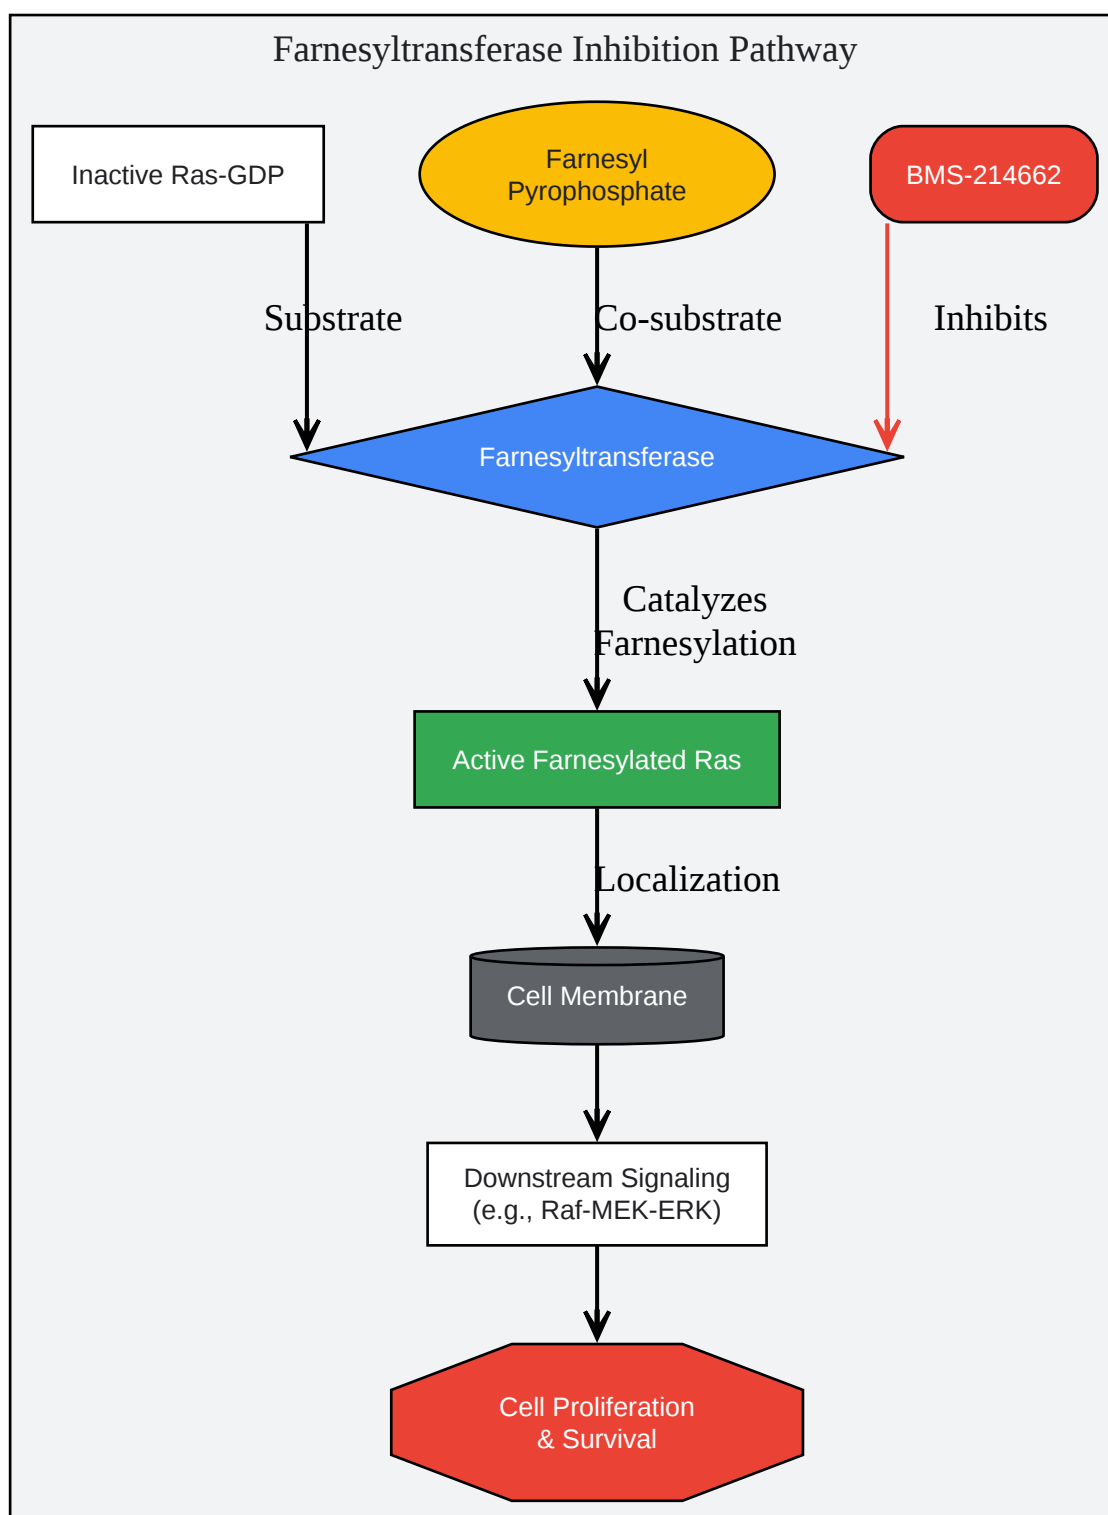 Farnesyltransferase Inhibition Pathway
Inactive Ras-GDP
Farnesyl
Pyrophosphate
BMS-214662
Substrate
Co-substrate
Inhibits
Farnesyltransferase
Catalyzes
Farnesylation
Active Farnesylated Ras
Localization
Cell Membrane
Downstream Signaling
(e.g., Raf-MEK-ERK)
Cell Proliferation
& Survival